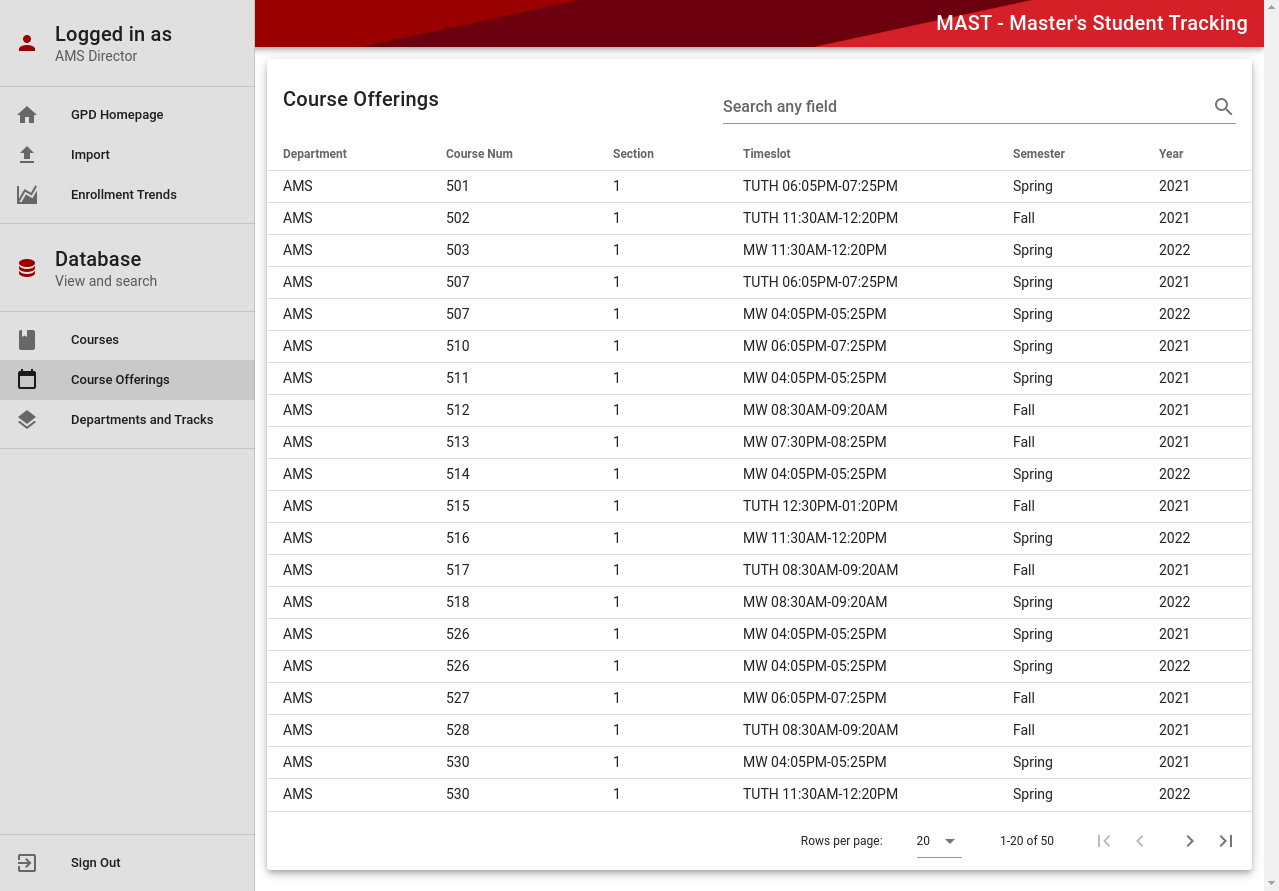 Logged in as
AMS Director
GPD Homepage
Import
Enrollment Trends
Database
View and search
Courses
Course Offerings
Departments and Tracks
Sign Out
MAST - Master's Student Tracking
Course Offerings
Search any field
Department Course Num Section Timeslot Semester Year
AMS 501 1 TUTH 06:05PM-07:25PM Spring 2021
AMS 502 1 TUTH 11:30AM-12:20PM Fall 2021
AMS 503 1 MW 11:30AM-12:20PM Spring 2022
AMS 507 1 TUTH 06:05PM-07:25PM Spring 2021
AMS 507 1 MW 04:05PM-05:25PM Spring 2022
AMS 510 1 MW 06:05PM-07:25PM Spring 2021
AMS 511 1 MW 04:05PM-05:25PM Spring 2021
AMS 512 1 MW 08:30AM-09:20AM Fall 2021
AMS 513 1 MW 07:30PM-08:25PM Fall 2021
AMS 514 1 MW 04:05PM-05:25PM Spring 2022
AMS 515 1 TUTH 12:30PM-01:20PM Fall 2021
AMS 516 1 MW 11:30AM-12:20PM Spring 2022
AMS 517 1 TUTH 08:30AM-09:20AM Fall 2021
AMS 518 1 MW 08:30AM-09:20AM Spring 2022
AMS 526 1 MW 04:05PM-05:25PM Spring 2021
AMS 526 1 MW 04:05PM-05:25PM Spring 2022
AMS 527 1 MW 06:05PM-07:25PM Fall 2021
AMS 528 1 TUTH 08:30AM-09:20AM Fall 2021
AMS 530 1 MW 04:05PM-05:25PM Spring 2021
AMS 530 1 TUTH 11:30AM-12:20PM Spring 2022
Rows per page: 20 1-20 of 50